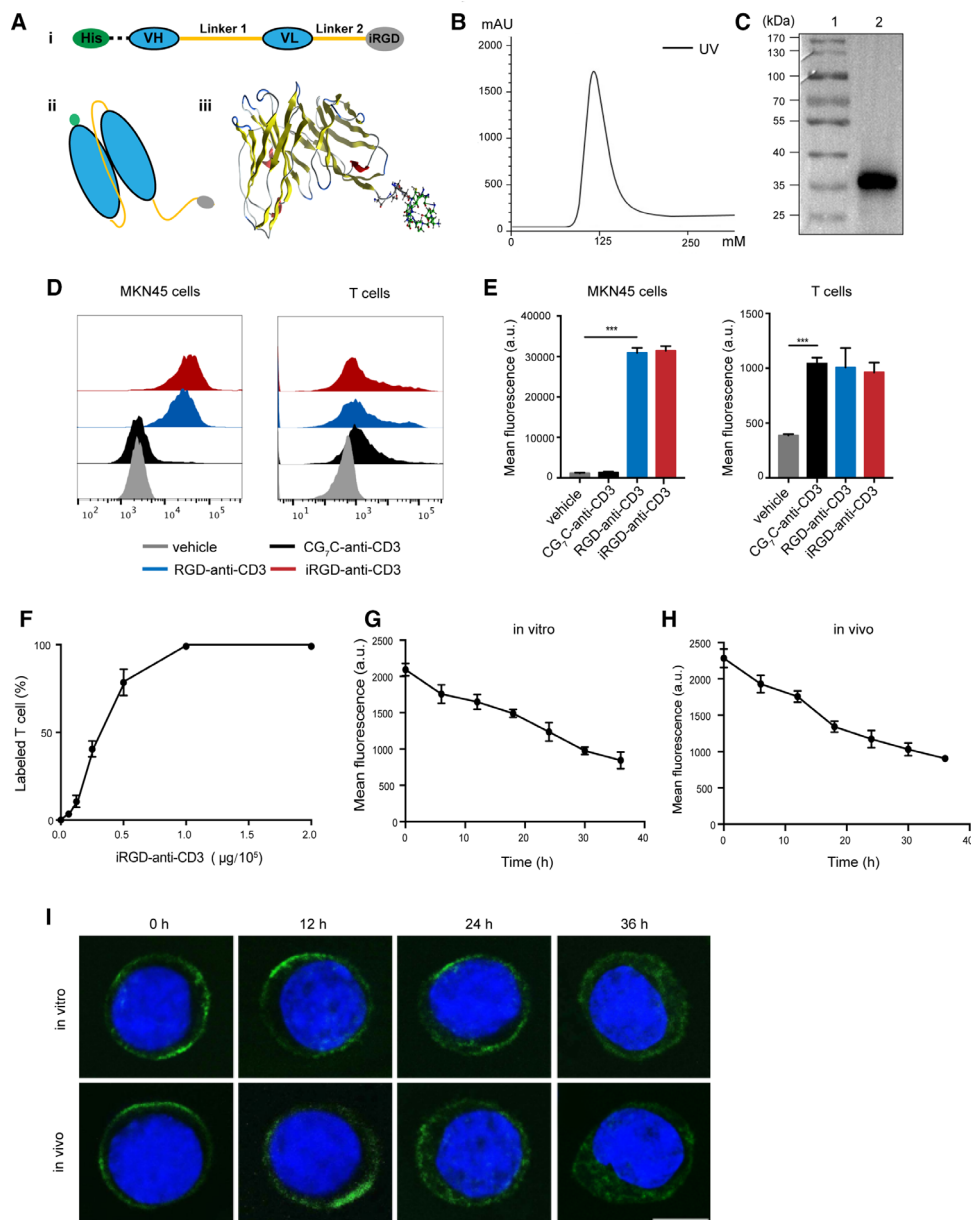 A
i
His
VH
Linker 1
VL
Linker 2
iRGD
ii
iii
B
mAU
2000
1500
1000
500
0
0
125
250
mM
UV
C
(kDa)
1
2
170
130
100
70
55
40
35
25
D
MKN45 cells
T cells
10² 10³ 10⁴ 10⁵
10¹ 10³ 10⁴ 10⁵
vehicle
CG₇C-anti-CD3
RGD-anti-CD3
iRGD-anti-CD3
E
MKN45 cells
Mean fluorescence (a.u.)
40000
30000
20000
10000
0
***
vehicle
CG₇C-anti-CD3
RGD-anti-CD3
iRGD-anti-CD3
T cells
Mean fluorescence (a.u.)
1500
1000
500
0
***
vehicle
CG₇C-anti-CD3
RGD-anti-CD3
iRGD-anti-CD3
F
Labeled T cell (%)
100
50
0
0.0 0.5 1.0 2.0
iRGD-anti-CD3 ( µg/10⁵)
G
in vitro
Mean fluorescence (a.u.)
2500
2000
1500
1000
500
0
0 10 20 30 40
Time (h)
H
in vivo
Mean fluorescence (a.u.)
2500
2000
1500
1000
500
0
0 10 20 30 40
Time (h)
I
0 h
12 h
24 h
36 h
in vitro
in vivo